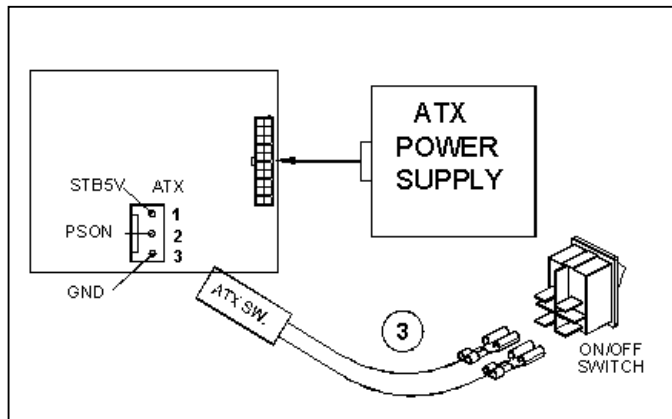 ATX
POWER
SUPPLY
STB5V ATX
1
PSON 2
3
GND
ATX SW.
3
ON/OFF
SWITCH